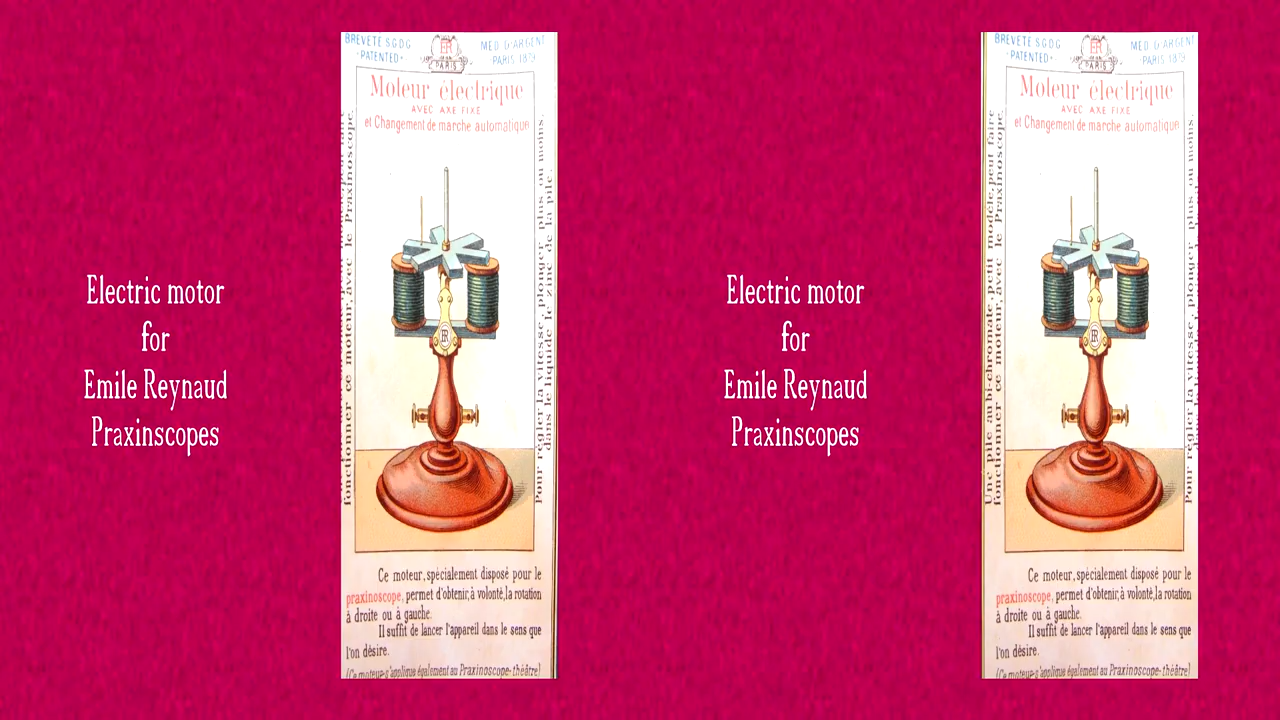 Electric motor
for
Emile Reynaud
Praxinscopes
BREVETÉ S.G.D.G
·PATENTED·
ER
PARIS
MED. D'ARGENT
PARIS 1879
Moteur électrique
AVEC AXE FIXE
et Changement de marche automatique
fonctionner ce moteur, avec le Praxinoscope.
Pour régler la vitesse, plonger plus ou moins,
dans le liquide le zinc de la pile.
ER
Ce moteur, spécialement disposé pour le
praxinoscope, permet d'obtenir, à volonté, la rotation
à droite ou à gauche.
Il suffit de lancer l'appareil dans le sens que
l'on désire.
(Ce moteur s'applique également au Praxinoscope-théâtre)
Electric motor
for
Emile Reynaud
Praxinscopes
BREVETÉ S.G.D.G
·PATENTED·
ER
PARIS
MED. D'ARGENT
PARIS 1879
Moteur électrique
AVEC AXE FIXE
et Changement de marche automatique
Une pile au bi-chromate, petit modèle, peut faire
fonctionner ce moteur, avec le Praxinoscope.
Pour régler la vitesse, plonger plus ou moins,
ER
Ce moteur, spécialement disposé pour le
praxinoscope, permet d'obtenir, à volonté, la rotation
à droite ou à gauche.
Il suffit de lancer l'appareil dans le sens que
l'on désire.
(Ce moteur s'applique également au Praxinoscope-théâtre)